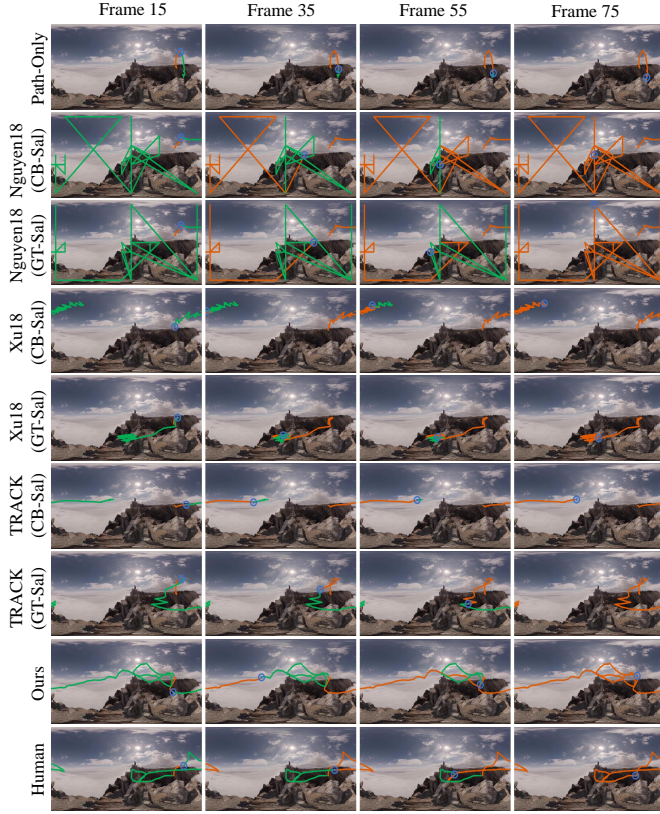 Frame 15 Frame 35 Frame 55 Frame 75
Path-Only
Nguyen18
(CB-Sal)
Nguyen18
(GT-Sal)
Xu18
(CB-Sal)
Xu18
(GT-Sal)
TRACK
(CB-Sal)
TRACK
(GT-Sal)
Ours
Human